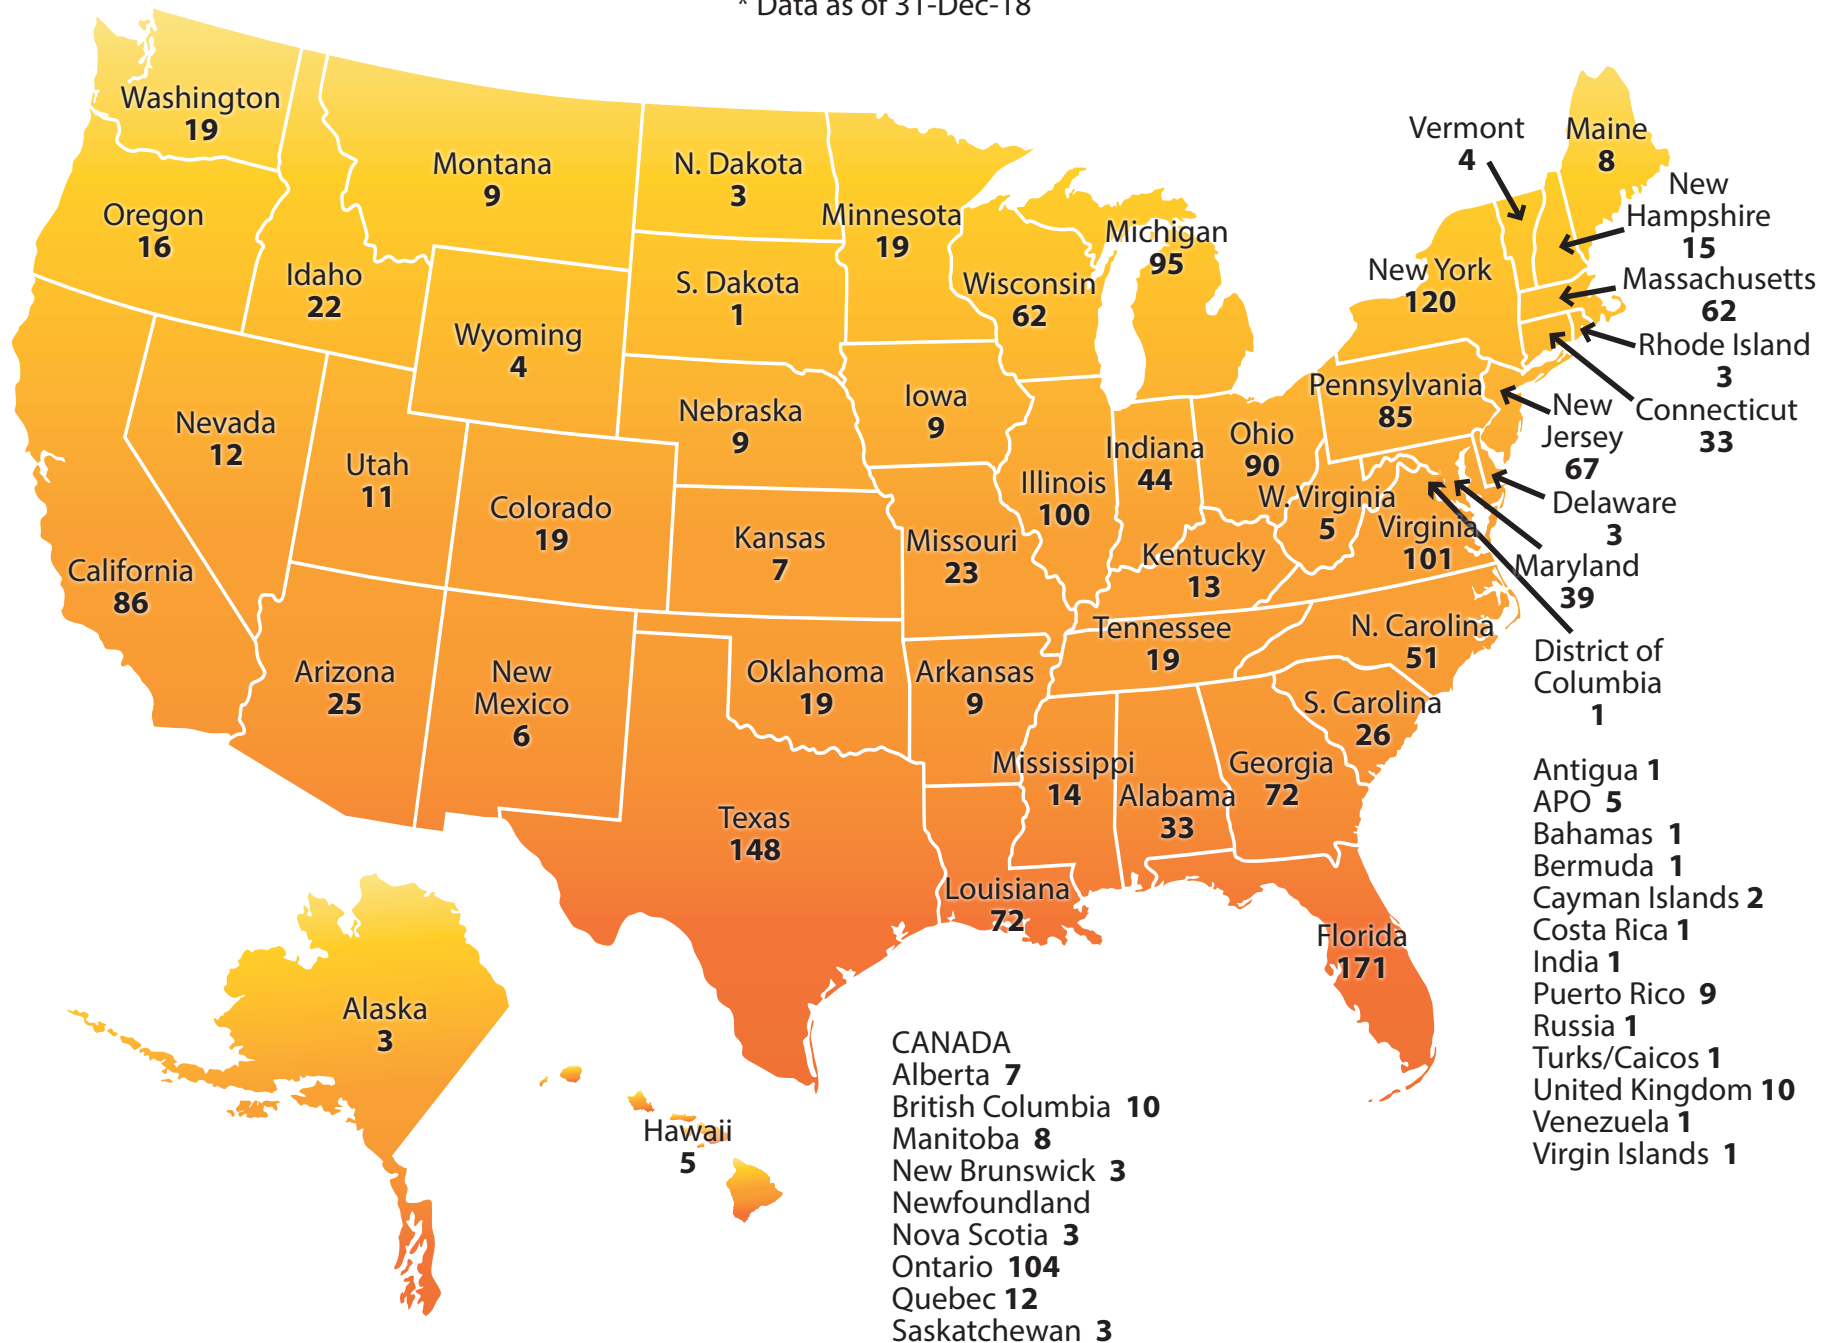 * Data as of 31-Dec-18
Washington
19
Oregon
16
Idaho
22
Montana
9
N. Dakota
3
S. Dakota
1
Minnesota
19
Wisconsin
62
Michigan
95
Wyoming
4
Nevada
12
Utah
11
Colorado
19
California
86
Arizona
25
New
Mexico
6
Nebraska
9
Kansas
7
Oklahoma
19
Texas
148
Iowa
9
Missouri
23
Arkansas
9
Louisiana
72
Illinois
100
Indiana
44
Ohio
90
Kentucky
13
Tennessee
19
Mississippi
14
Alabama
33
Georgia
72
Florida
171
S. Carolina
26
N. Carolina
51
W. Virginia
5
Virginia
101
Pennsylvania
85
New York
120
Vermont
4
Maine
8
New
Hampshire
15
Massachusetts
62
Rhode Island
3
Connecticut
33
New
Jersey
67
Delaware
3
Maryland
39
District of
Columbia
1
Alaska
3
Hawaii
5
CANADA
Alberta 7
British Columbia 10
Manitoba 8
New Brunswick 3
Newfoundland
Nova Scotia 3
Ontario 104
Quebec 12
Saskatchewan 3
Antigua 1
APO 5
Bahamas 1
Bermuda 1
Cayman Islands 2
Costa Rica 1
India 1
Puerto Rico 9
Russia 1
Turks/Caicos 1
United Kingdom 10
Venezuela 1
Virgin Islands 1